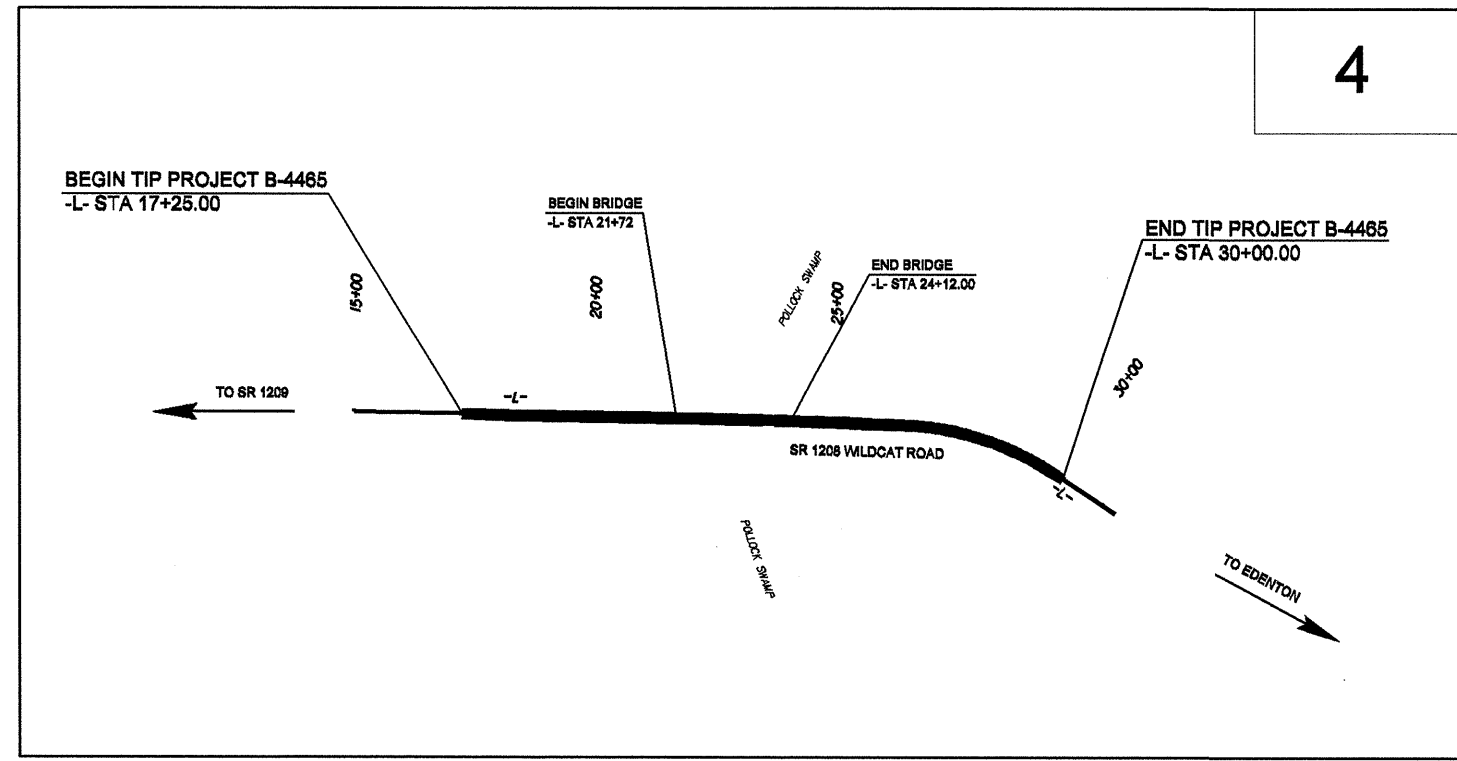 4
BEGIN TIP PROJECT B-4465
-L- STA 17+25.00
BEGIN BRIDGE
-L- STA 21+72
END TIP PROJECT B-4465
-L- STA 30+00.00
END BRIDGE
-L- STA 24+12.00
POLLOCK SWAMP
15+00
20+00
25+00
30+00
TO SR 1209
-L-
SR 1208 WILDCAT ROAD
-L-
POLLOCK SWAMP
TO EDENTON